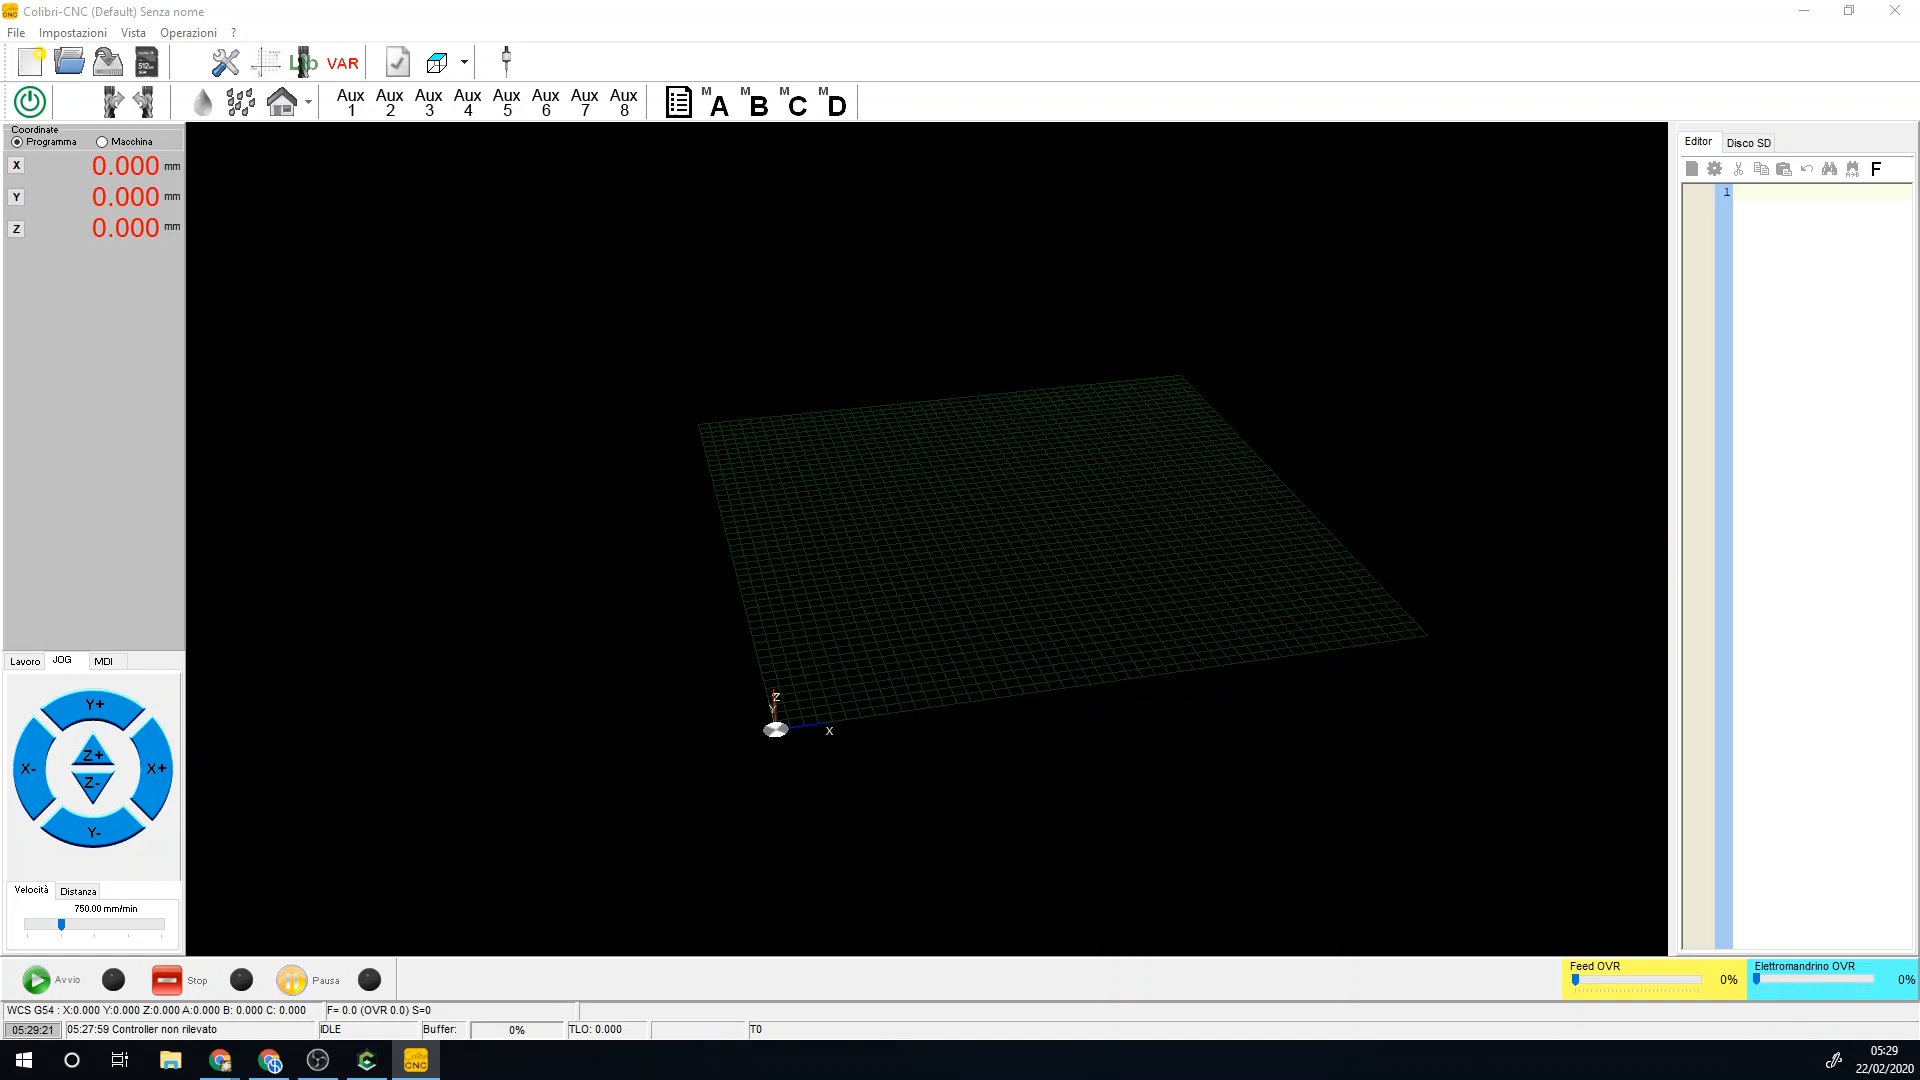 Colibri-CNC (Default) Senza nome
File Impostazioni Vista Operazioni ?
512 Lib VAR
Aux 1 Aux 2 Aux 3 Aux 4 Aux 5 Aux 6 Aux 7 Aux 8 M A M B M C M D
Coordinate
Programma Macchina
X 0.000 mm
Y 0.000 mm
Z 0.000 mm
Editor Disco SD
F
1
Z
Y
X
Lavoro JOG MDI
Y+
X- Z+ X+
Z-
Y-
Velocità Distanza
750.00 mm/min
Avvio Stop Pausa
Feed OVR 0% Elettromandrino OVR 0%
WCS G54 : X:0.000 Y:0.000 Z:0.000 A:0.000 B: 0.000 C: 0.000 F= 0.0 (OVR 0.0) S=0
05:29:21 05:27:59 Controller non rilevato IDLE Buffer: 0% TLO: 0.000 T0
Colibri CNC
05:29
22/02/2020